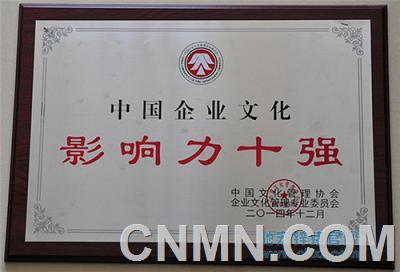 中国企业文化
影响力十强
中国文化管理协会
企业文化管理专业委员会
二〇一四年十二月
CNMN.COM